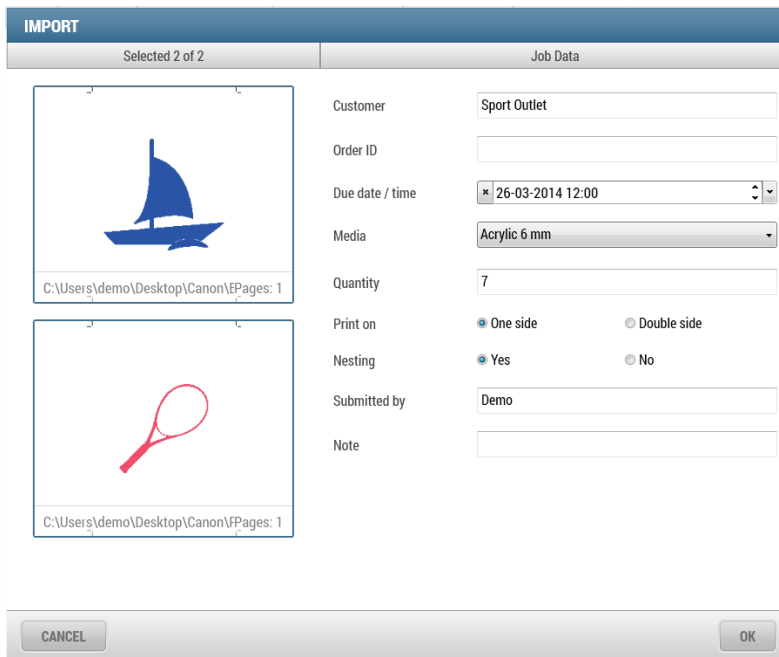 IMPORT
Selected 2 of 2
Job Data
C:\Users\demo\Desktop\Canon\ Pages: 1
C:\Users\demo\Desktop\Canon\ Pages: 1
Customer Sport Outlet
Order ID
Due date / time × 26-03-2014 12:00
Media Acrylic 6 mm
Quantity 7
Print on One side Double side
Nesting Yes No
Submitted by Demo
Note
CANCEL OK